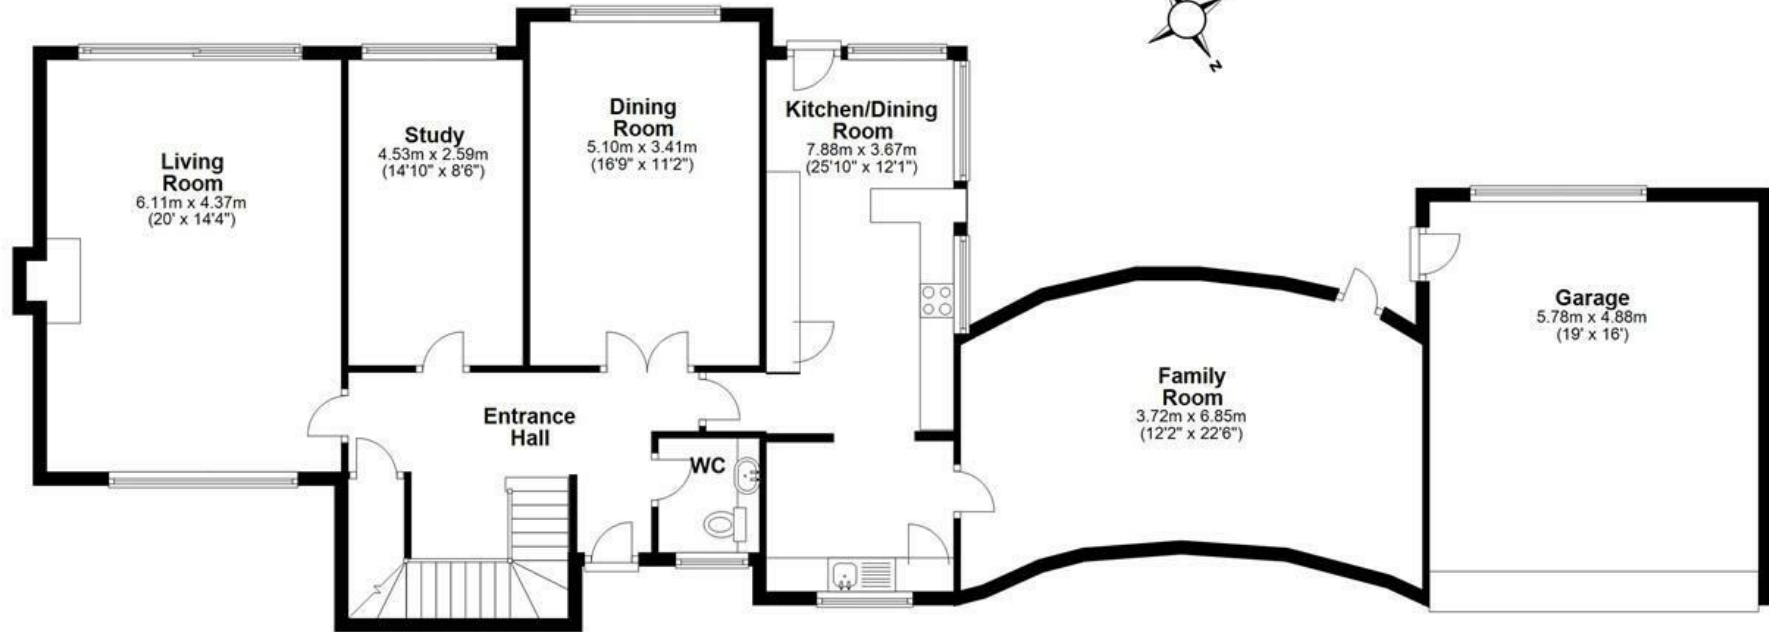 N
Living
Room
6.11m x 4.37m
(20' x 14'4")
Study
4.53m x 2.59m
(14'10" x 8'6")
Dining
Room
5.10m x 3.41m
(16'9" x 11'2")
Kitchen/Dining
Room
7.88m x 3.67m
(25'10" x 12'1")
Garage
5.78m x 4.88m
(19' x 16')
Family
Room
3.72m x 6.85m
(12'2" x 22'6")
Entrance
Hall
WC